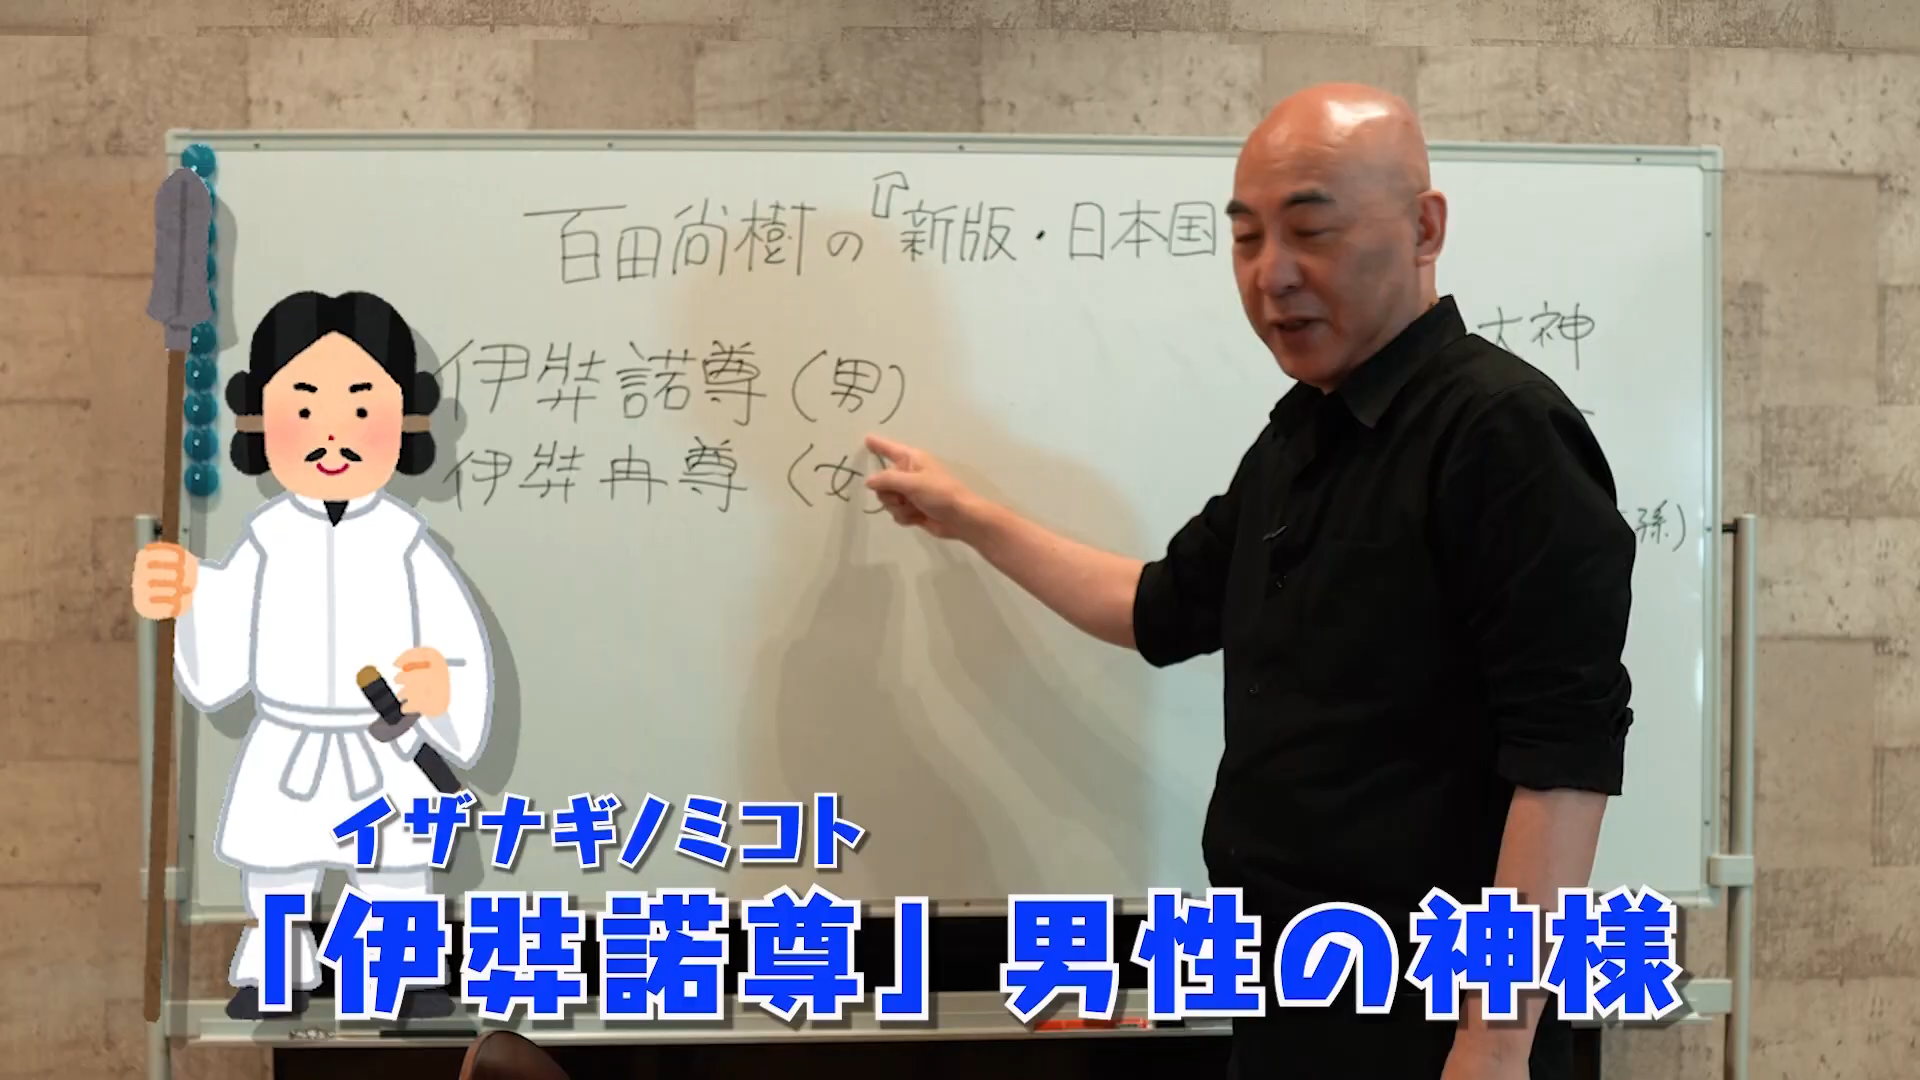 百田尚樹の『新版・日本国
大神
伊弉諾尊(男)
伊弉冉尊(女)
孫)
イザナギノミコト
「伊弉諾尊」男性の神様